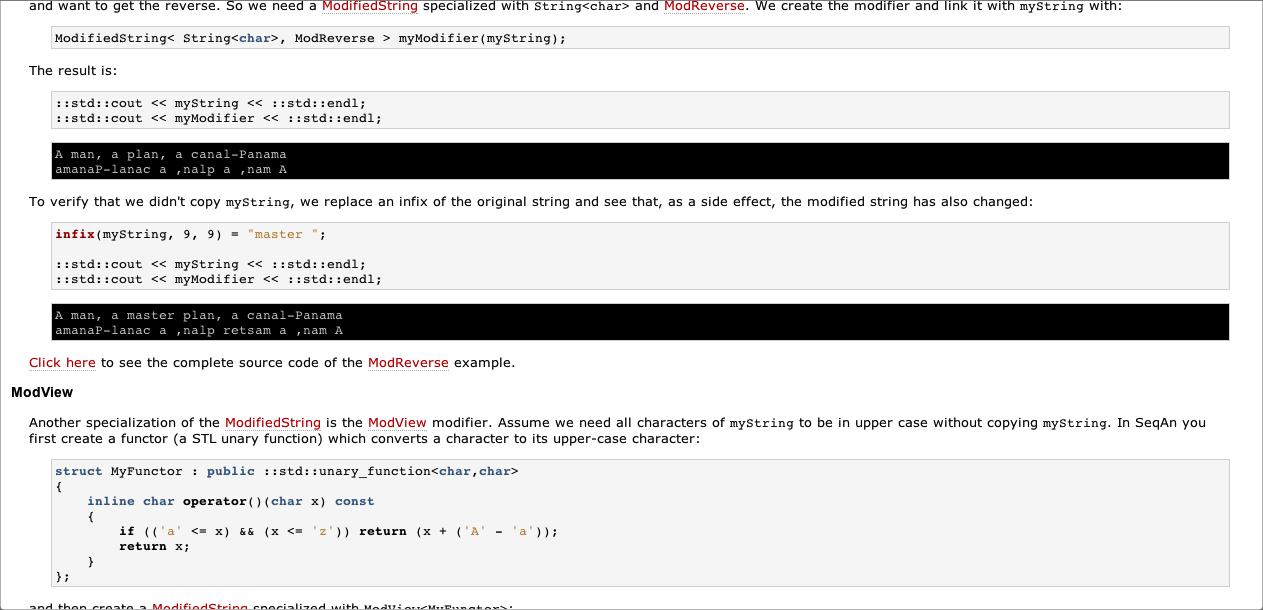 and want to get the reverse. So we need a ModifiedString specialized with String<char> and ModReverse. We create the modifier and link it with myString with:
ModifiedString< String<char>, ModReverse > myModifier(myString);
The result is:
::std::cout << myString << ::std::endl;
::std::cout << myModifier << ::std::endl;
A man, a plan, a canal-Panama
amanaP-lanac a ,nalp a ,nam A
To verify that we didn't copy myString, we replace an infix of the original string and see that, as a side effect, the modified string has also changed:
infix(myString, 9, 9) = "master ";
::std::cout << myString << ::std::endl;
::std::cout << myModifier << ::std::endl;
A man, a master plan, a canal-Panama
amanaP-lanac a ,nalp retsam a ,nam A
Click here to see the complete source code of the ModReverse example.
ModView
Another specialization of the ModifiedString is the ModView modifier. Assume we need all characters of myString to be in upper case without copying myString. In SeqAn you
first create a functor (a STL unary function) which converts a character to its upper-case character:
struct MyFunctor : public ::std::unary_function<char,char>
{
    inline char operator()(char x) const
    {
        if (('a' <= x) && (x <= 'z')) return (x + ('A' - 'a'));
        return x;
    }
};
and then create a ModifiedString specialized with ModView<MyFunctor>: